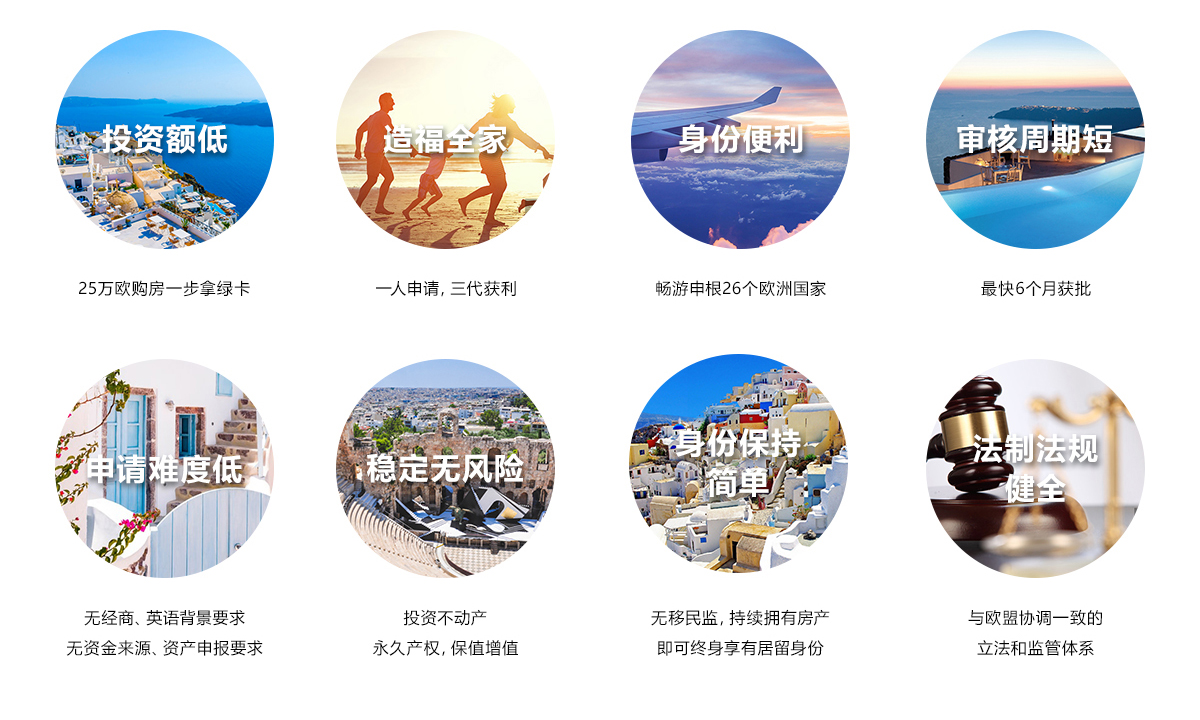 投资额低
造福全家
身份便利
审核周期短
25万欧购房一步拿绿卡
一人申请, 三代获利
畅游申根26个欧洲国家
最快6个月获批
申请难度低
稳定无风险
身份保持
简单
法制法规
健全
无经商、英语背景要求
无资金来源、资产申报要求
投资不动产
永久产权, 保值增值
无移民监, 持续拥有房产
即可终身享有居留身份
与欧盟协调一致的
立法和监管体系